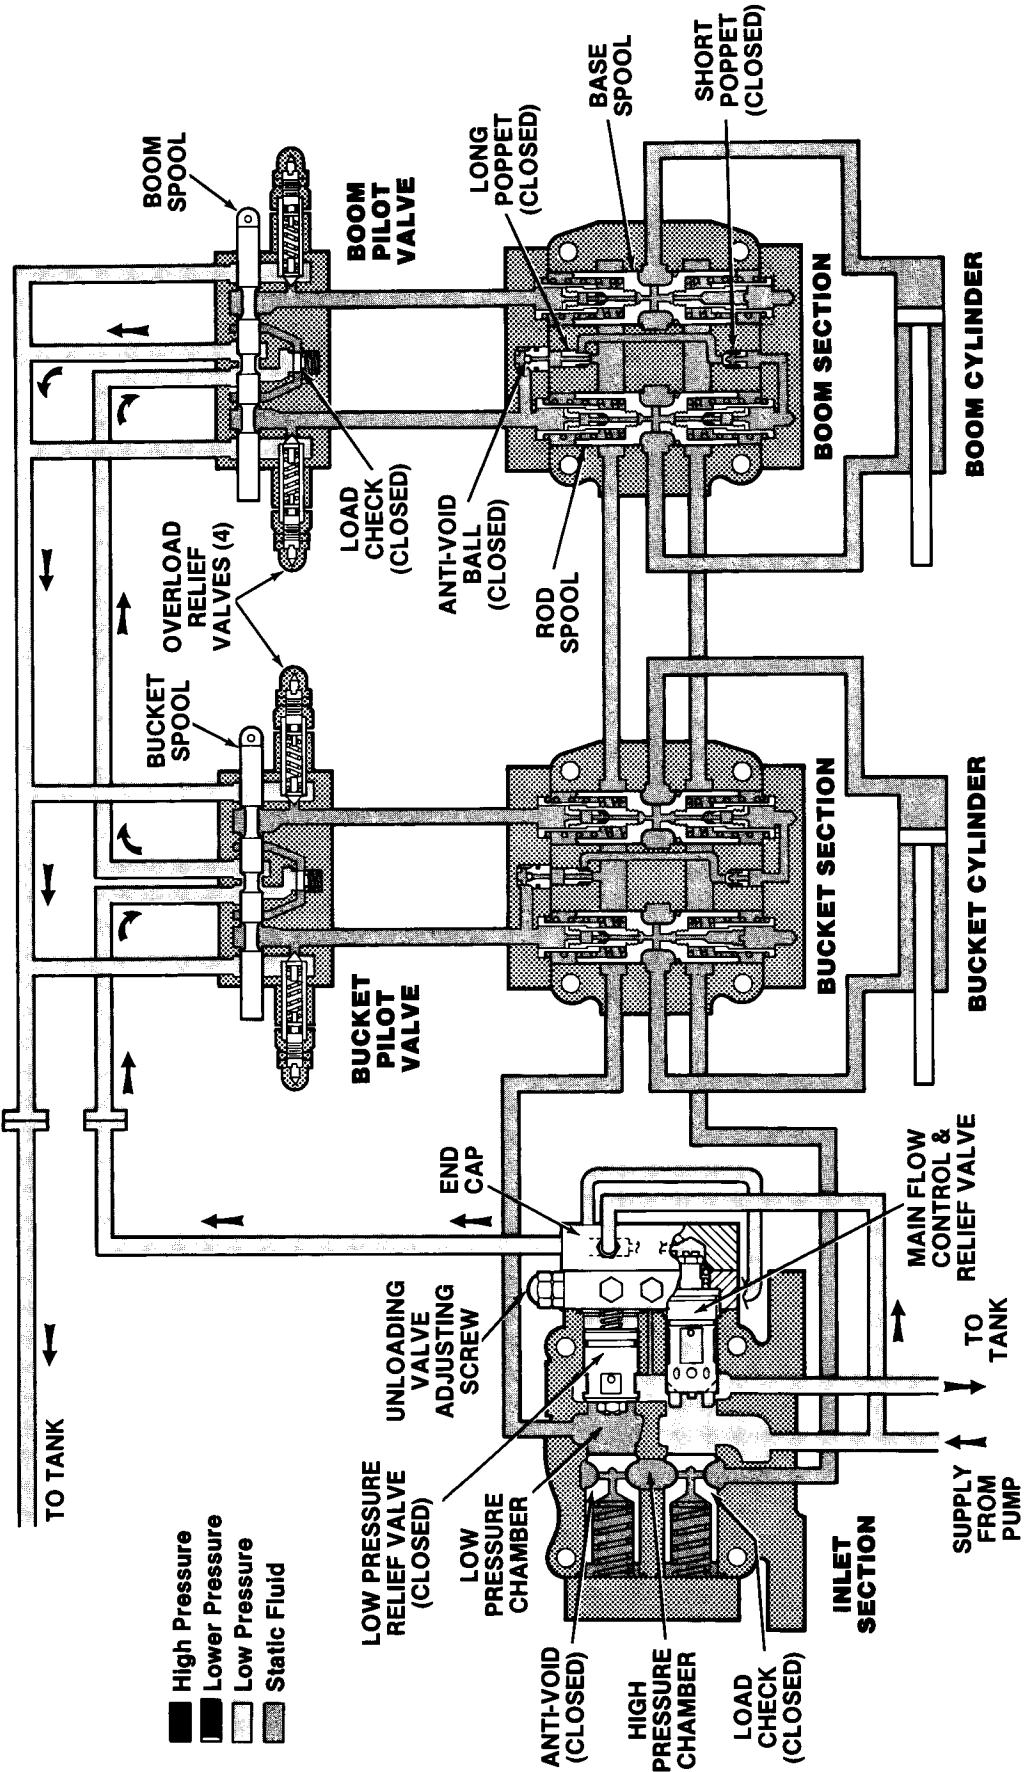 High Pressure
Lower Pressure
Low Pressure
Static Fluid
TO TANK
BUCKET
SPOOL
OVERLOAD
RELIEF
VALVES (4)
BOOM
SPOOL
BUCKET
PILOT
VALVE
LOAD
CHECK
(CLOSED)
BOOM
PILOT
VALVE
UNLOADING
VALVE
ADJUSTING
SCREW
END
CAP
ANTI-VOID
BALL
(CLOSED)
LONG
POPPET
(CLOSED)
ROD
SPOOL
BASE
SPOOL
SHORT
POPPET
(CLOSED)
LOW PRESSURE
RELIEF VALVE
(CLOSED)
LOW
PRESSURE
CHAMBER
ANTI-VOID
(CLOSED)
HIGH
PRESSURE
CHAMBER
LOAD
CHECK
(CLOSED)
INLET
SECTION
BUCKET SECTION
BOOM SECTION
MAIN FLOW
CONTROL &
RELIEF VALVE
SUPPLY
FROM
PUMP
TO
TANK
BUCKET CYLINDER
BOOM CYLINDER